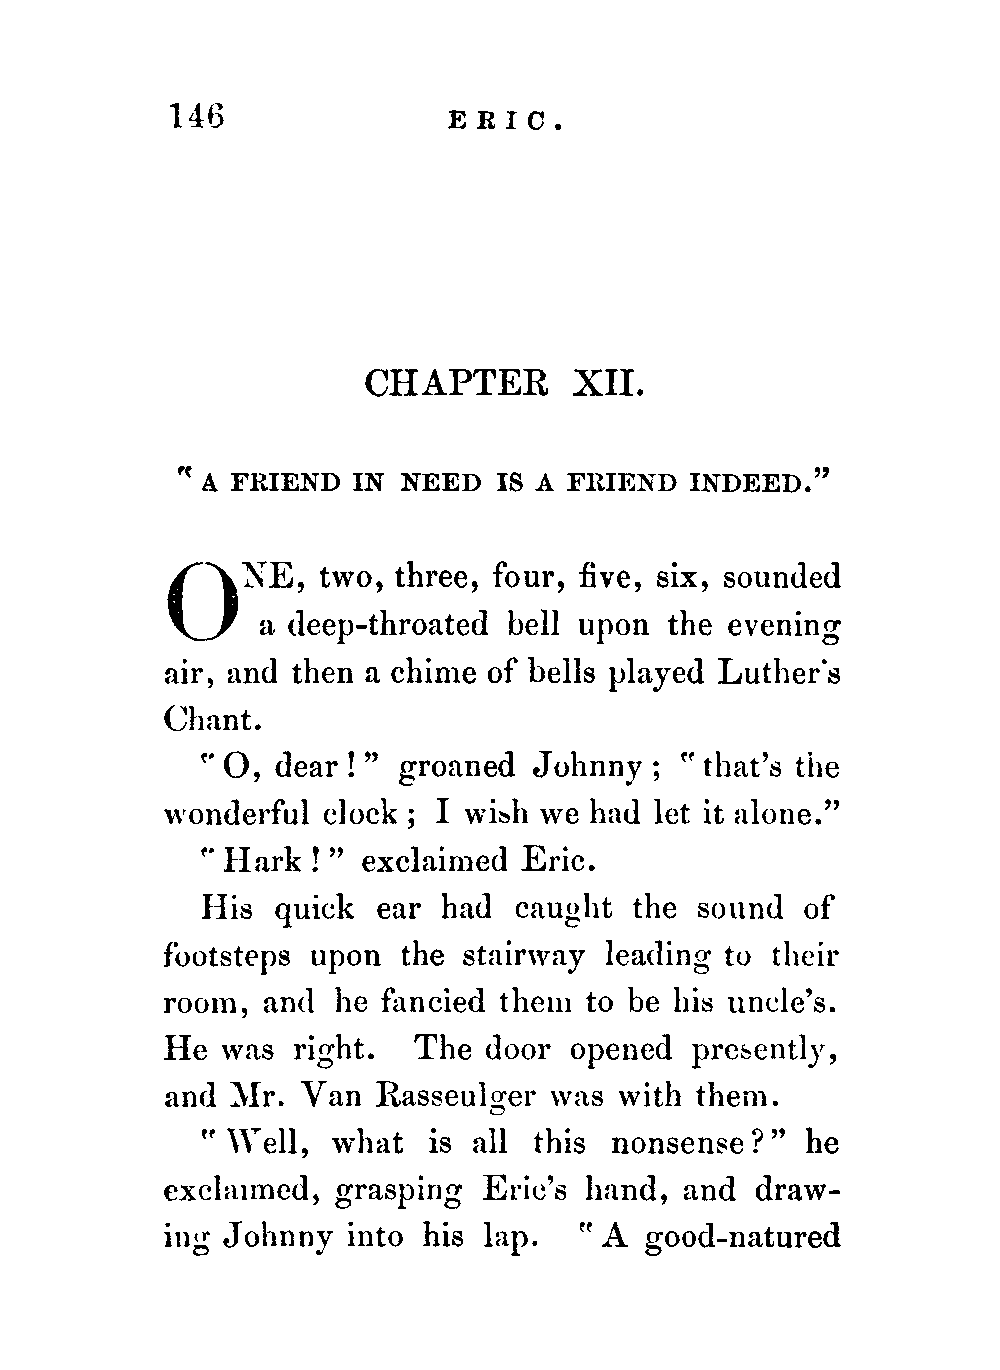 146 ERIC.
CHAPTER XII.
"A FRIEND IN NEED IS A FRIEND INDEED."
ONE, two, three, four, five, six, sounded
a deep-throated bell upon the evening
air, and then a chime of bells played Luther's
Chant.
"O, dear!" groaned Johnny; "that's the
wonderful clock; I wish we had let it alone."
"Hark!" exclaimed Eric.
His quick ear had caught the sound of
footsteps upon the stairway leading to their
room, and he fancied them to be his uncle's.
He was right. The door opened presently,
and Mr. Van Rasseulger was with them.
"Well, what is all this nonsense?" he
exclaimed, grasping Eric's hand, and draw-
ing Johnny into his lap. "A good-natured